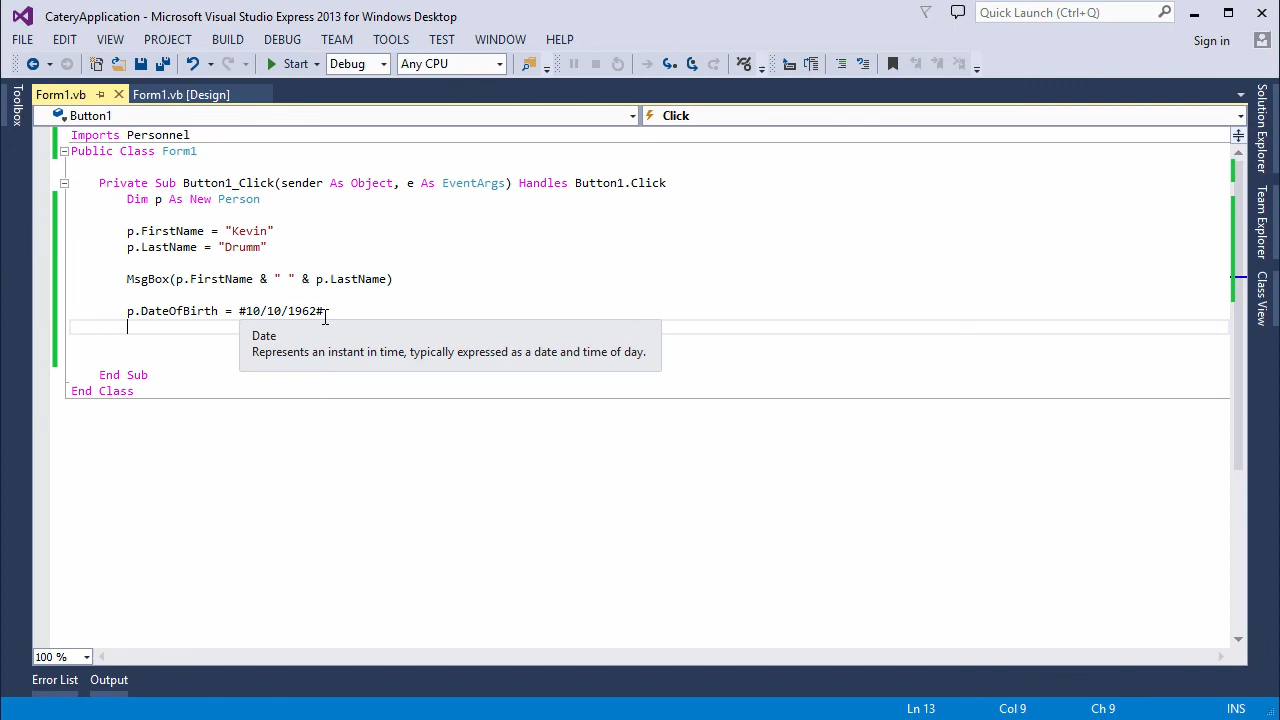 CateryApplication - Microsoft Visual Studio Express 2013 for Windows Desktop
Quick Launch (Ctrl+Q)
FILE EDIT VIEW PROJECT BUILD DEBUG TEAM TOOLS TEST WINDOW HELP
Sign in
Start Debug Any CPU
Form1.vb Form1.vb [Design]
Button1 Click
Imports Personnel
Public Class Form1
Private Sub Button1_Click(sender As Object, e As EventArgs) Handles Button1.Click
Dim p As New Person
p.FirstName = "Kevin"
p.LastName = "Drumm"
MsgBox(p.FirstName & " " & p.LastName)
p.DateOfBirth = #10/10/1962#
Date
Represents an instant in time, typically expressed as a date and time of day.
End Sub
End Class
Toolbox
Solution Explorer
Team Explorer
Class View
100 %
Error List Output
Ln 13 Col 9 Ch 9 INS